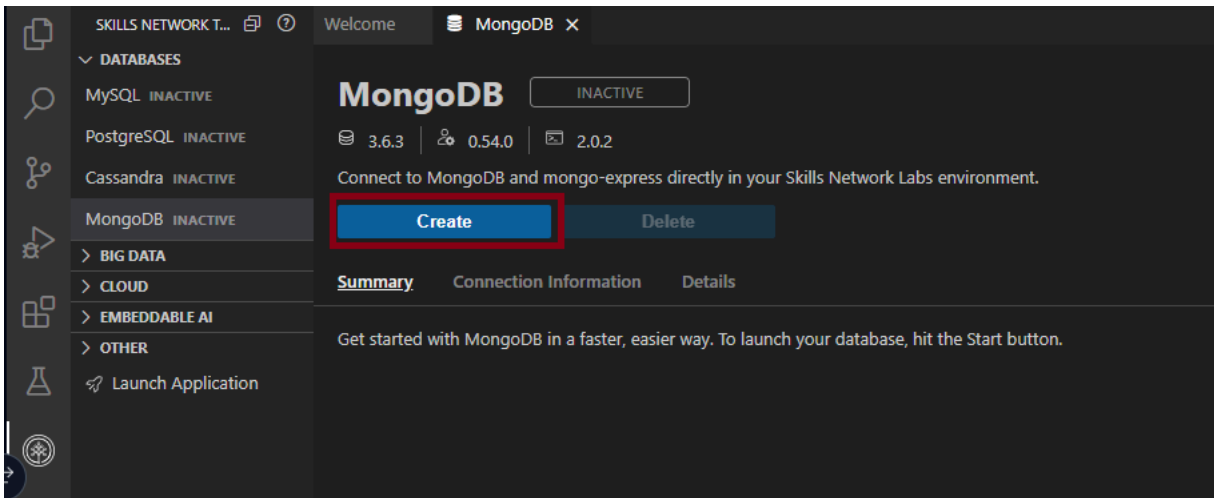 SKILLS NETWORK T...
DATABASES
MySQL INACTIVE
PostgreSQL INACTIVE
Cassandra INACTIVE
MongoDB INACTIVE
BIG DATA
CLOUD
EMBEDDABLE AI
OTHER
Launch Application
Welcome
MongoDB
MongoDB INACTIVE
3.6.3 0.54.0 2.0.2
Connect to MongoDB and mongo-express directly in your Skills Network Labs environment.
Create Delete
Summary Connection Information Details
Get started with MongoDB in a faster, easier way. To launch your database, hit the Start button.